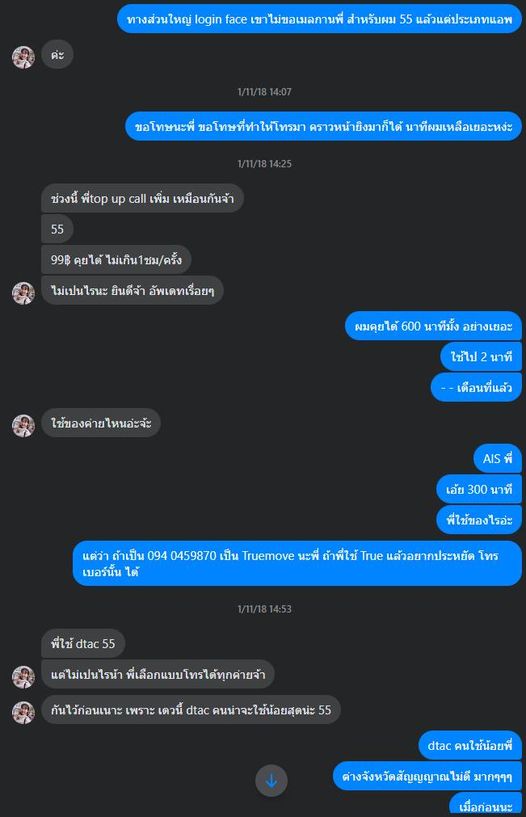 ทางส่วนใหญ่ login face เขาไม่ขอเมลกานพี่ สำหรับผม 55 แล้วแต่ประเภทแอพ
ค่ะ
1/11/18 14:07
ขอโทษนะพี่ ขอโทษที่ทำให้โทรมา คราวหน้ายิงมาก็ได้ นาทีผมเหลือเยอะหง่ะ
1/11/18 14:25
ช่วงนี้ พี่top up call เพิ่ม เหมือนกันจ้า
55
99฿ คุยได้ ไม่เกิน1ชม/ครั้ง
ไม่เปนไรนะ ยินดีจ้า อัพเดทเรื่อยๆ
ผมคุยได้ 600 นาทีมั้ง อย่างเยอะ
ใช้ไป 2 นาที
- - เดือนที่แล้ว
ใช้ของค่ายไหนอ่ะจ้ะ
AIS พี่
เอ้ย 300 นาที
พี่ใช้ของไรอ่ะ
แต่ว่า ถ้าเป็น 094 0459870 เป็น Truemove นะพี่ ถ้าพี่ใช้ True แล้วอยากประหยัด โทร
เบอร์นั้น ได้
1/11/18 14:53
พี่ใช้ dtac 55
แต่ไม่เปนไรน้า พี่เลือกแบบโทรได้ทุกค่ายจ้า
กันไว้ก่อนเนาะ เพราะ เดวนี้ dtac คนน่าจะใช้น้อยสุดน่ะ 55
dtac คนใช้น้อยพี่
ต่างจังหวัดสัญญาณไม่ดี มากๆๆๆ
เมื่อก่อนนะ